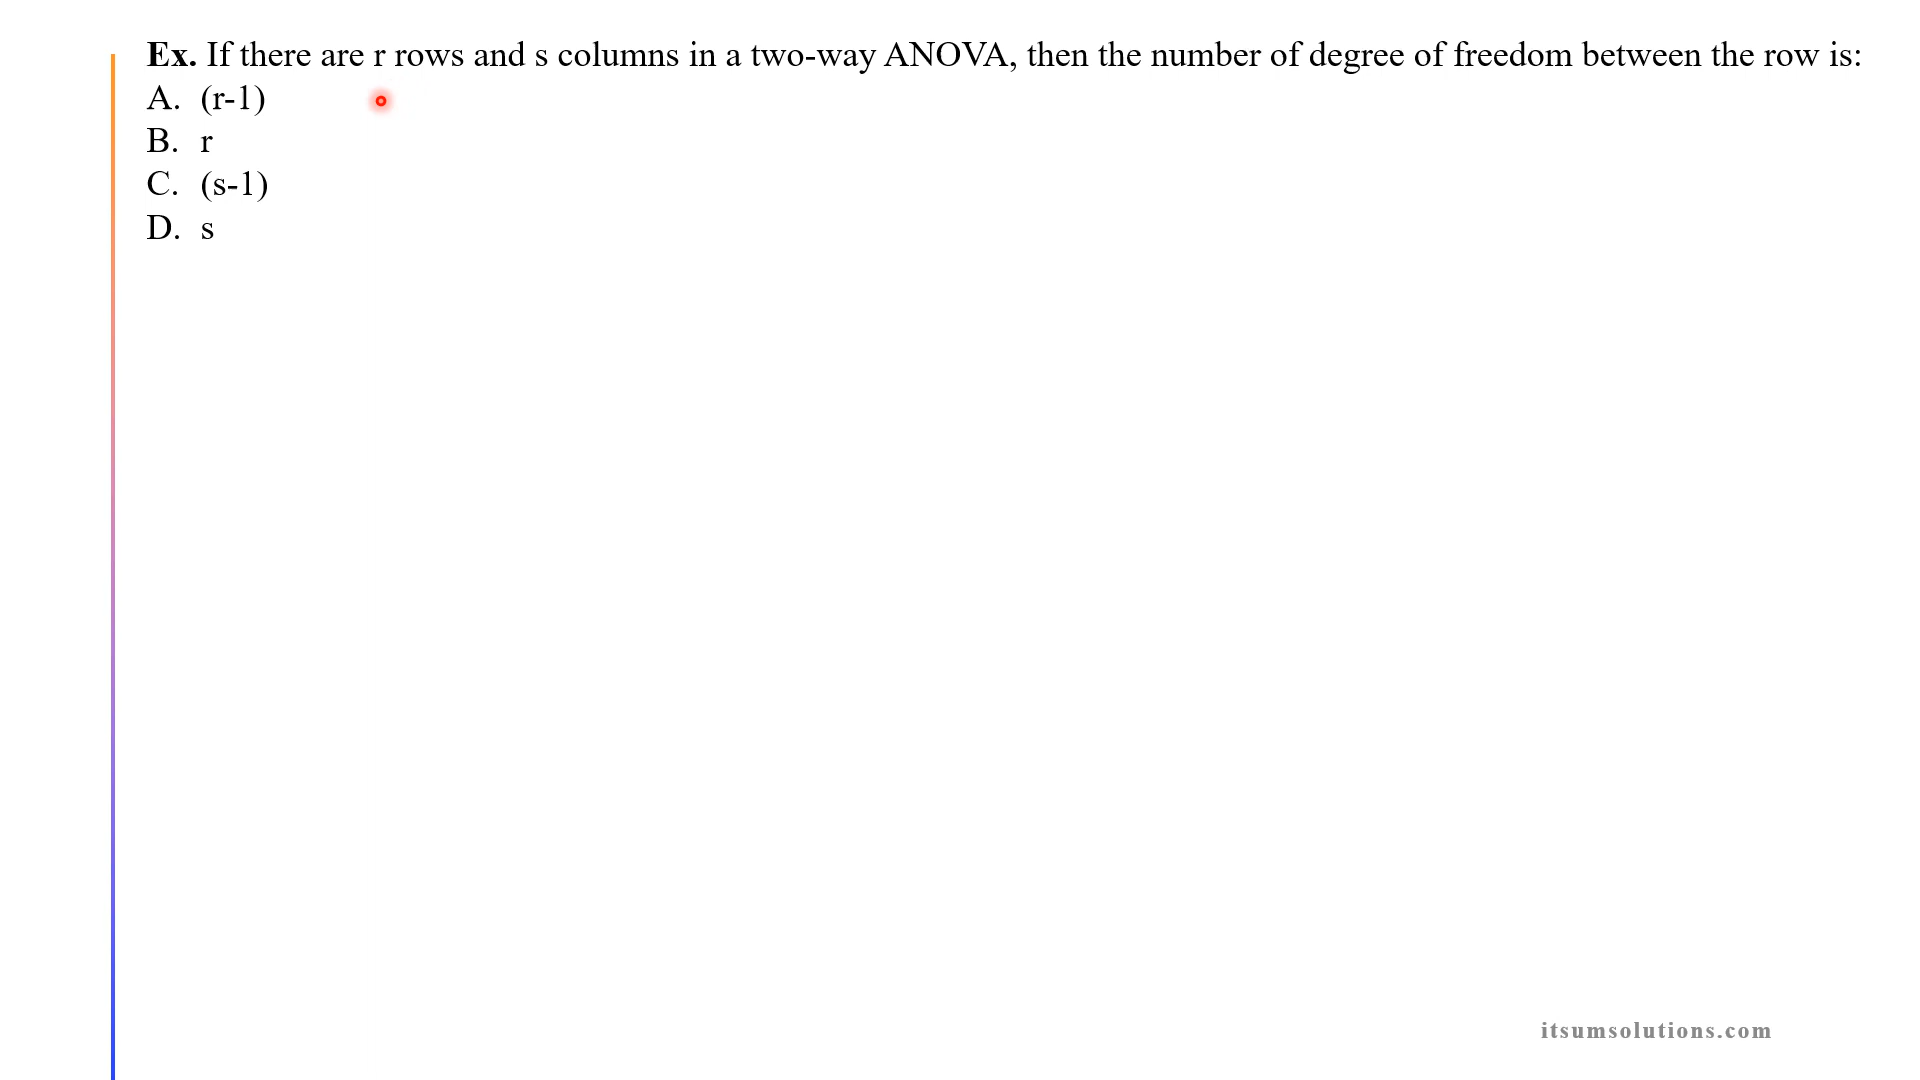 Ex. If there are r rows and s columns in a two-way ANOVA, then the number of degree of freedom between the row is:
A. (r-1)
B. r
C. (s-1)
D. s
itsumsolutions.com